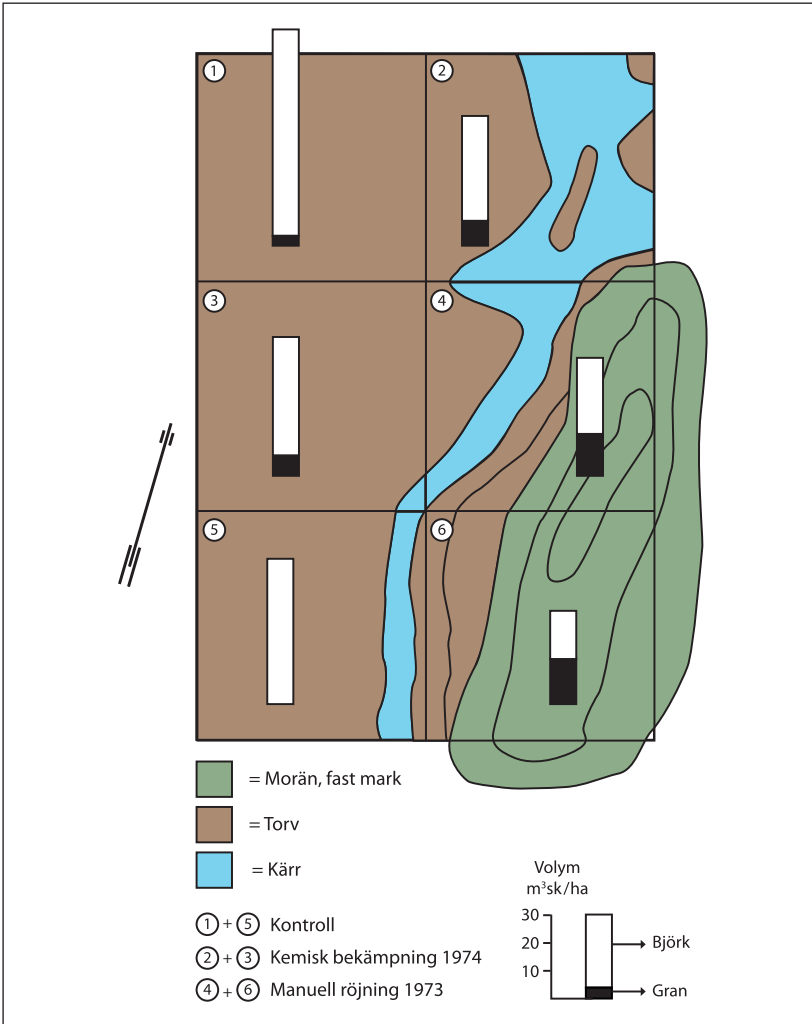 1
2
3
4
5
6
= Morän, fast mark
= Torv
= Kärr
1 + 5 Kontroll
2 + 3 Kemisk bekämpning 1974
4 + 6 Manuell röjning 1973
Volym
m³sk/ha
30
20
10
Björk
Gran